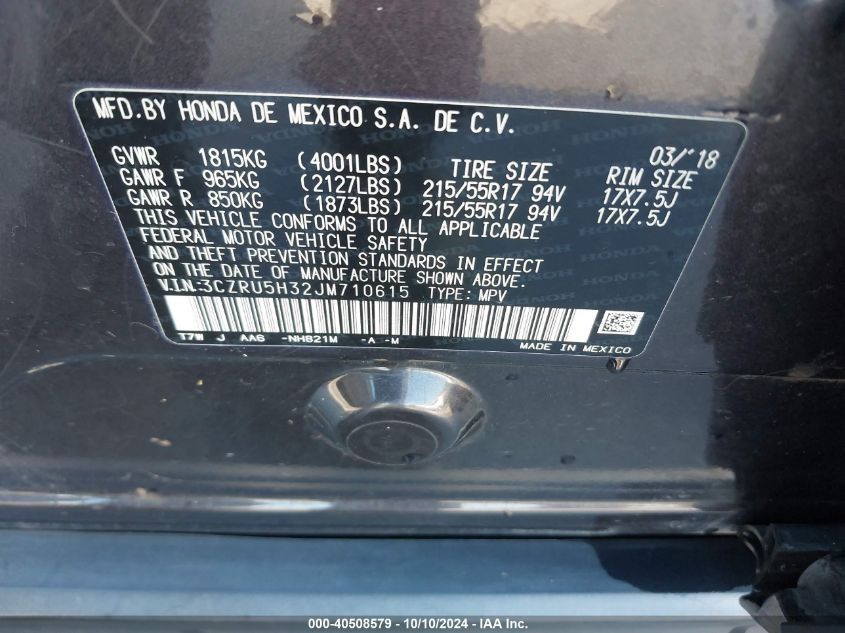 MFD.BY HONDA DE MEXICO S.A. DE C.V.
03/'18
GVWR 1815KG (4001LBS) TIRE SIZE RIM SIZE
GAWR F 965KG (2127LBS) 215/55R17 94V 17X7.5J
GAWR R 850KG (1873LBS) 215/55R17 94V 17X7.5J
THIS VEHICLE CONFORMS TO ALL APPLICABLE
FEDERAL MOTOR VEHICLE SAFETY
AND THEFT PREVENTION STANDARDS IN EFFECT
ON THE DATE OF MANUFACTURE SHOWN ABOVE.
V.I.N:3CZRU5H32JM710615 TYPE: MPV
17W J AA6 -NH821M -A -M
MADE IN MEXICO
000-40508579 - 10/10/2024 - IAA Inc.